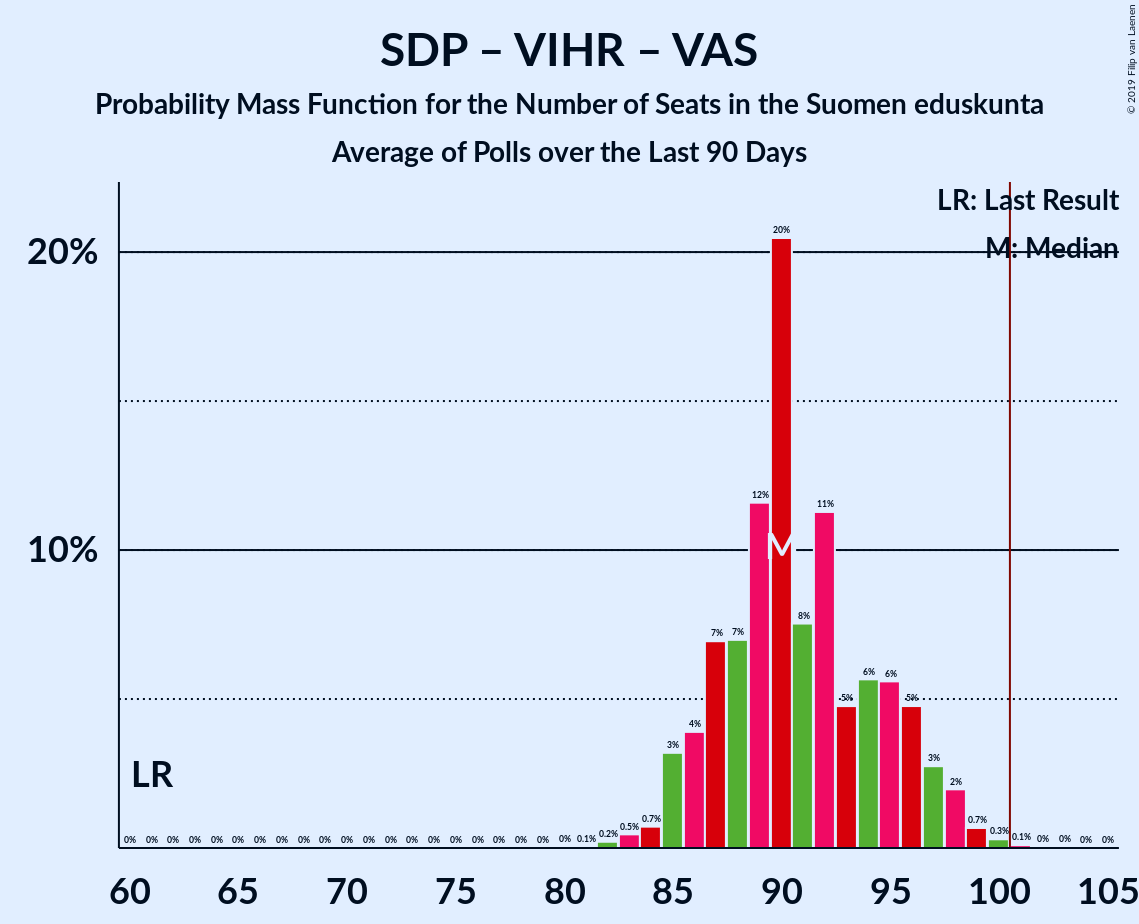 SDP – VIHR – VAS
Probability Mass Function for the Number of Seats in the Suomen eduskunta
Average of Polls over the Last 90 Days
© 2019 Filip van Laenen
LR: Last Result
M: Median
20%
10%
LR
M
0% 0% 0% 0% 0% 0% 0% 0% 0% 0% 0% 0% 0% 0% 0% 0% 0% 0% 0% 0% 0% 0.1% 0.2% 0.5% 0.7% 3% 4% 7% 7% 12% 20% 8% 11% 5% 6% 6% 5% 3% 2% 0.7% 0.3% 0.1% 0% 0% 0% 0%
60 65 70 75 80 85 90 95 100 105